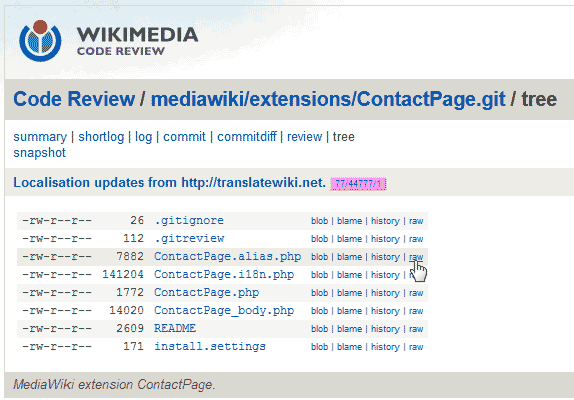 WIKIMEDIA
CODE REVIEW
Code Review / mediawiki/extensions/ContactPage.git / tree
summary | shortlog | log | commit | commitdiff | review | tree
snapshot
Localisation updates from http://translatewiki.net. 77/44777/1
-rw-r--r-- 26 .gitignore blob | blame | history | raw
-rw-r--r-- 112 .gitreview blob | blame | history | raw
-rw-r--r-- 7882 ContactPage.alias.php blob | blame | history | raw
-rw-r--r-- 141204 ContactPage.i18n.php blob | blame | history | raw
-rw-r--r-- 1772 ContactPage.php blob | blame | history | raw
-rw-r--r-- 14020 ContactPage_body.php blob | blame | history | raw
-rw-r--r-- 2609 README blob | blame | history | raw
-rw-r--r-- 171 install.settings blob | blame | history | raw
MediaWiki extension ContactPage.